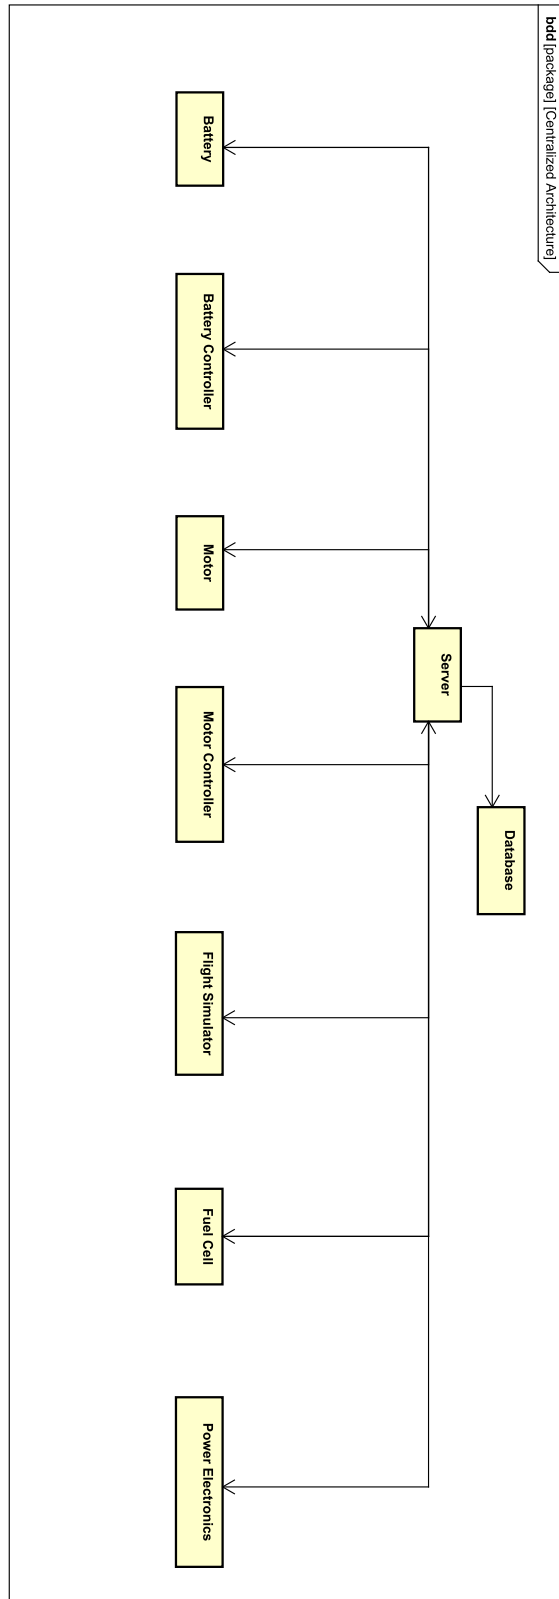 bdd [package] [Centralized Architecture]
Database
Server
Battery
Battery Controller
Motor
Motor Controller
Flight Simulator
Fuel Cell
Power Electronics